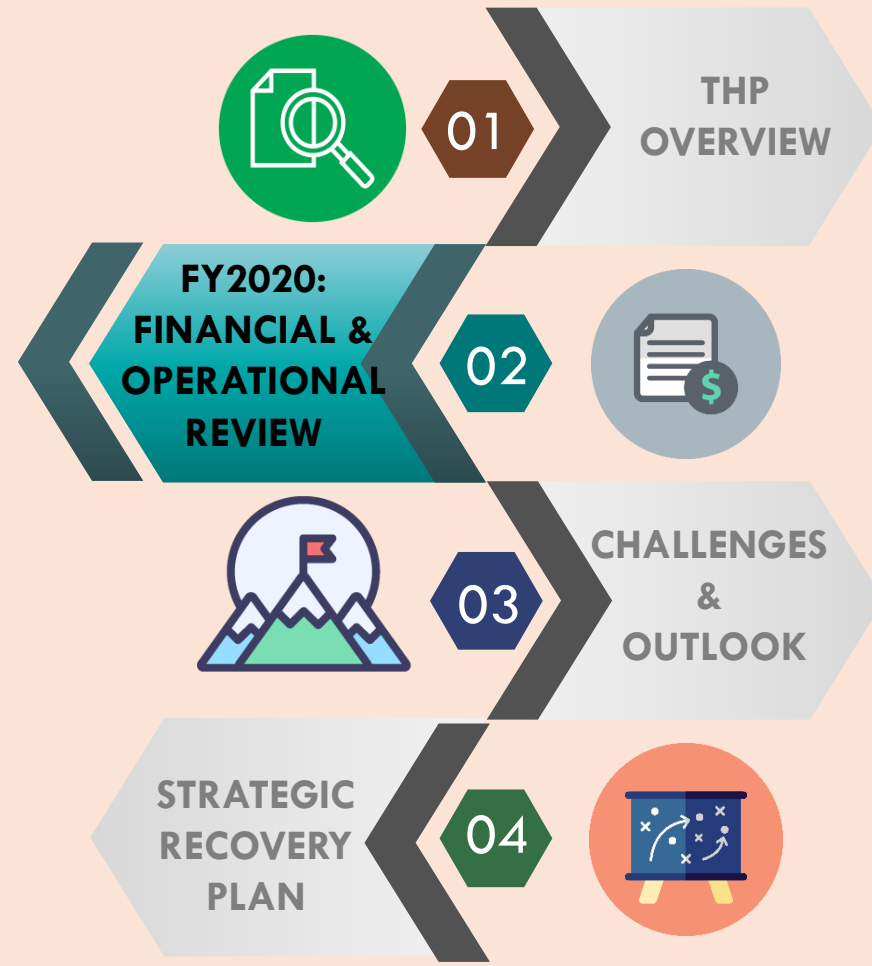 01
THP
OVERVIEW
FY2020:
FINANCIAL &
OPERATIONAL
REVIEW
02
$
03
CHALLENGES
&
OUTLOOK
STRATEGIC
RECOVERY
PLAN
04